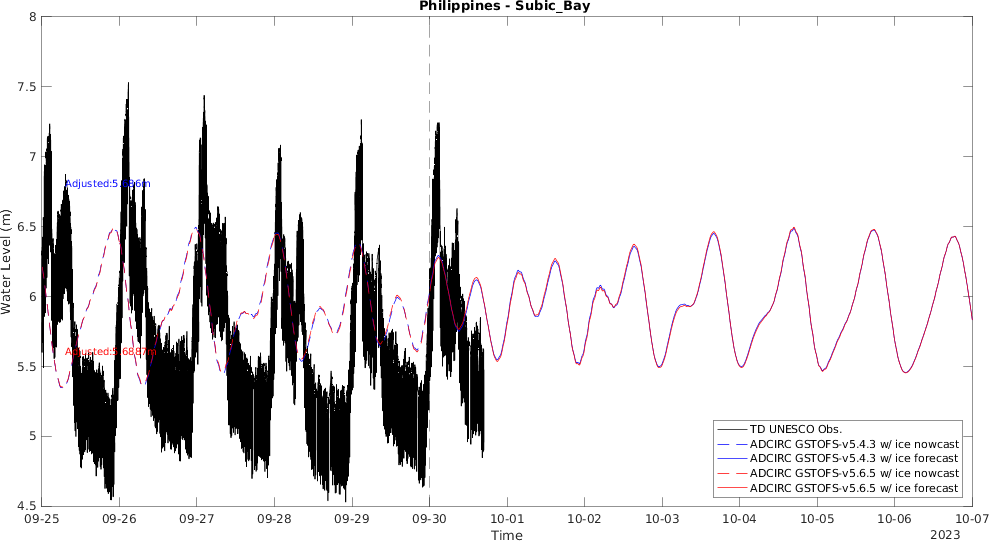 Philippines - Subic_Bay
8
7.5
7
6.5
6
5.5
5
4.5
Water Level (m)
Adjusted:5.
Adjusted:5.6887m
TD UNESCO Obs.
ADCIRC GSTOFS-v5.4.3 w/ ice nowcast
ADCIRC GSTOFS-v5.4.3 w/ ice forecast
ADCIRC GSTOFS-v5.6.5 w/ ice nowcast
ADCIRC GSTOFS-v5.6.5 w/ ice forecast
09-25 09-26 09-27 09-28 09-29 09-30 10-01 10-02 10-03 10-04 10-05 10-06 10-07
Time
2023